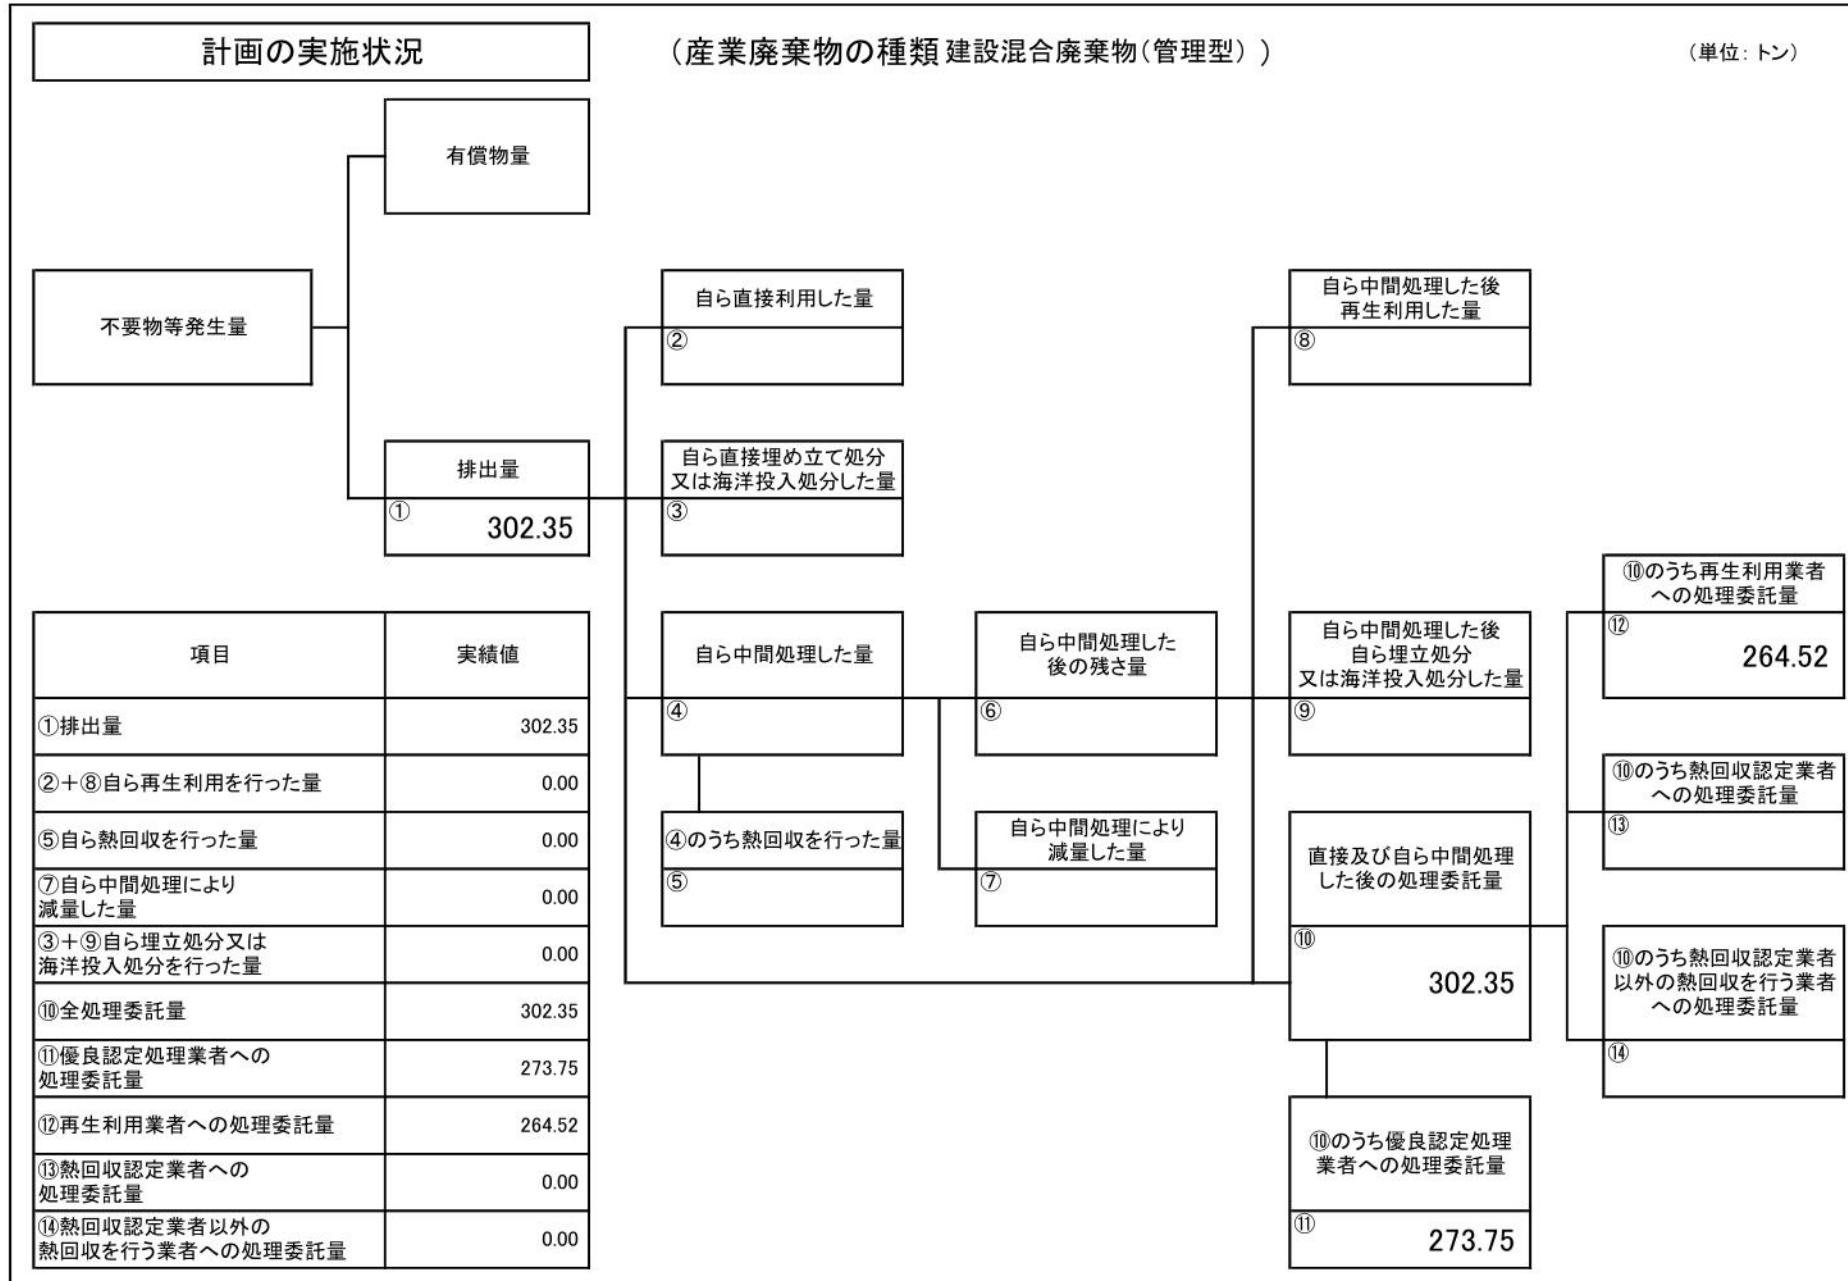 計画の実施状況
（産業廃棄物の種類 建設混合廃棄物（管理型） ）
（単位：トン）
有償物量
不要物等発生量
自ら直接利用した量
②
自ら中間処理した後
再生利用した量
⑧
排出量
①
302.35
自ら直接埋め立て処分
又は海洋投入処分した量
③
⑩のうち再生利用業者
への処理委託量
⑫
264.52
自ら中間処理した量
④
自ら中間処理した
後の残さ量
⑥
自ら中間処理した後
自ら埋立処分
又は海洋投入処分した量
⑨
⑩のうち熱回収認定業者
への処理委託量
⑬
④のうち熱回収を行った量
⑤
自ら中間処理により
減量した量
⑦
直接及び自ら中間処理
した後の処理委託量
⑩
302.35
⑩のうち熱回収認定業者
以外の熱回収を行う業者
への処理委託量
⑭
⑩のうち優良認定処理
業者への処理委託量
⑪
273.75
項目 実績値
①排出量 302.35
②＋⑧自ら再生利用を行った量 0.00
⑤自ら熱回収を行った量 0.00
⑦自ら中間処理により
減量した量 0.00
③＋⑨自ら埋立処分又は
海洋投入処分を行った量 0.00
⑩全処理委託量 302.35
⑪優良認定処理業者への
処理委託量 273.75
⑫再生利用業者への処理委託量 264.52
⑬熱回収認定業者への
処理委託量 0.00
⑭熱回収認定業者以外の
熱回収を行う業者への処理委託量 0.00